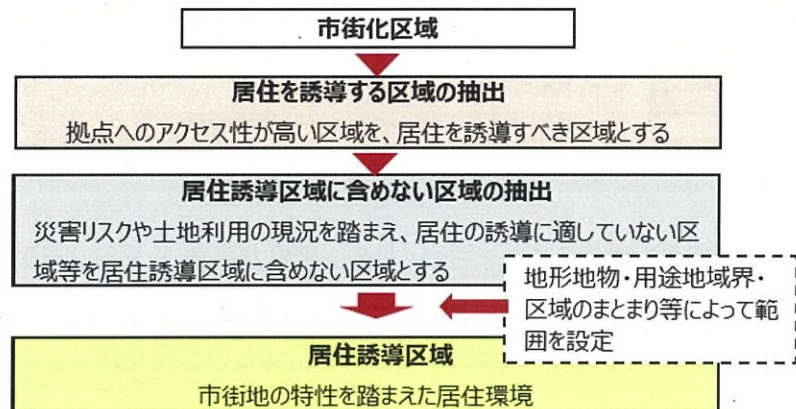 市街化区域
居住を誘導する区域の抽出
拠点へのアクセス性が高い区域を、居住を誘導すべき区域とする
居住誘導区域に含めない区域の抽出
災害リスクや土地利用の現況を踏まえ、居住の誘導に適していない区
域等を居住誘導区域に含めない区域とする
地形地物・用途地域界・
区域のまとまり等によって範
囲を設定
居住誘導区域
市街地の特性を踏まえた居住環境